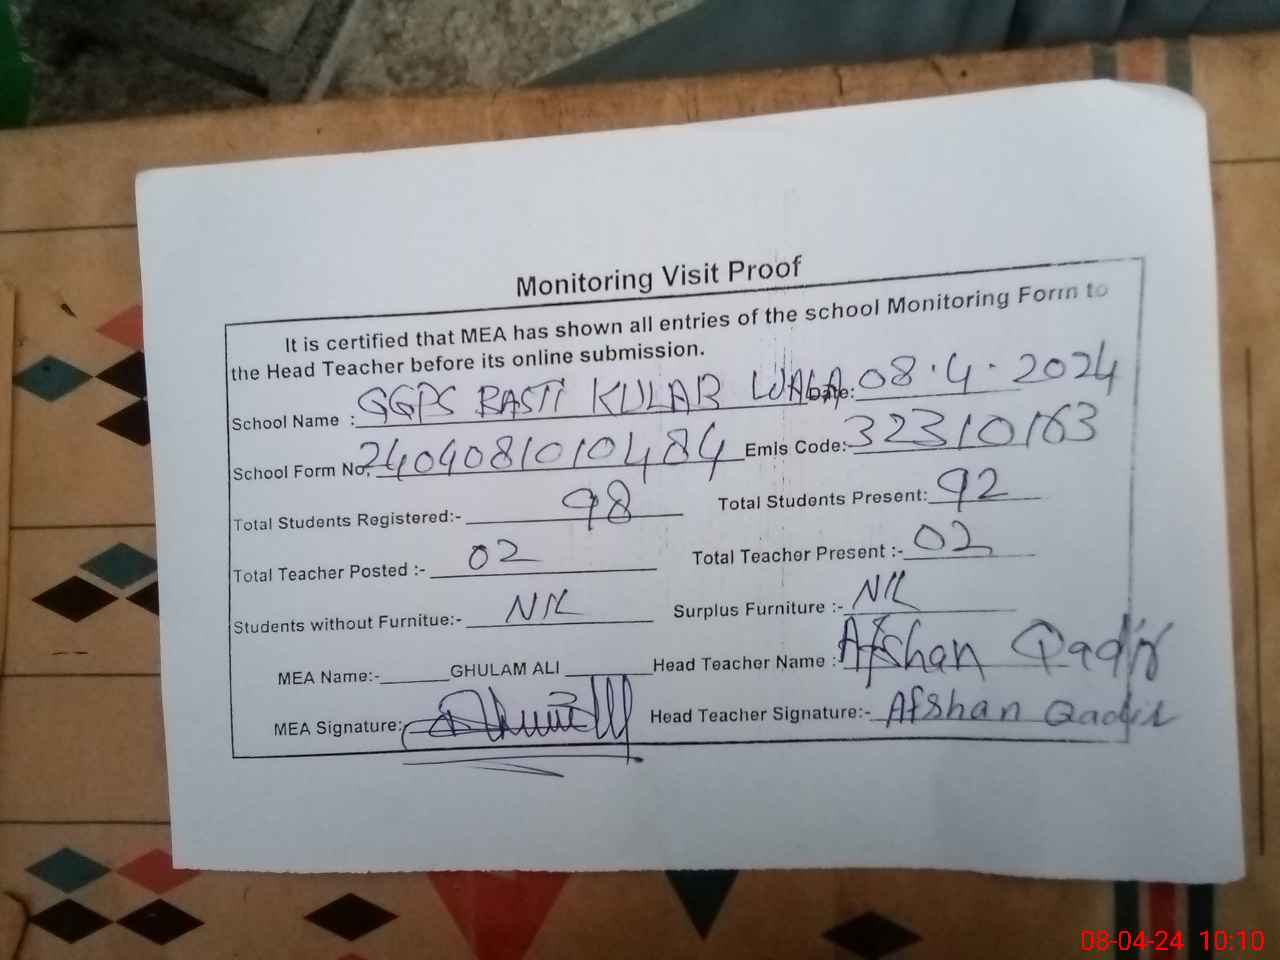 Monitoring Visit Proof
It is certified that MEA has shown all entries of the school Monitoring Form to
the Head Teacher before its online submission.
School Name : GGPS BASTI KULAB WALA Date: 08.4.2024
School Form No: 2404081010484 Emis Code:- 32310163
Total Students Registered:- 98 Total Students Present:- 92
Total Teacher Posted :- 02 Total Teacher Present :- 02
Students without Furnitue:- NIL Surplus Furniture :- NIL
MEA Name:- GHULAM ALI Head Teacher Name : Afshan Qadir
MEA Signature: Head Teacher Signature:- Afshan Qadir
08-04-24 10:10